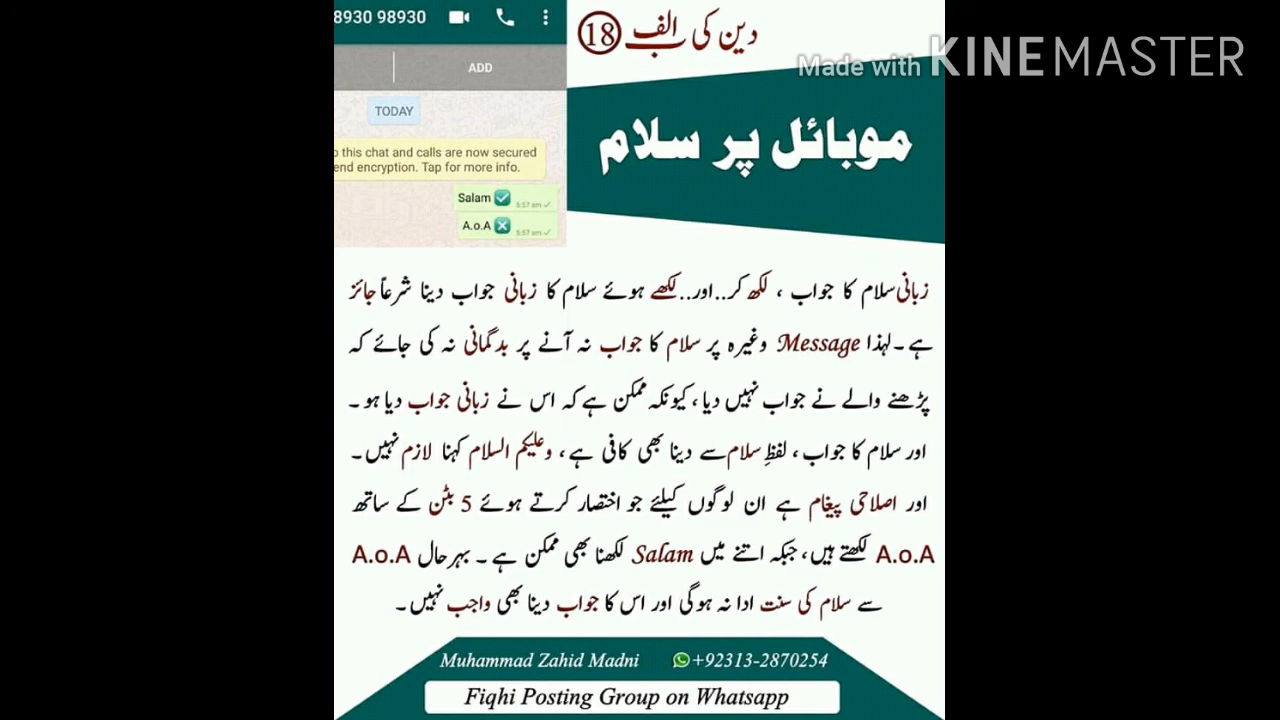 8930 98930
ADD
TODAY
this chat and calls are now secured
end encryption. Tap for more info.
Salam ✅ 5:57 am ✓
A.o.A ❎ 5:57 am ✓
دین کی الف ب 18
Made with KINEMASTER
موبائل پر سلام
زبانی سلام کا جواب ، لکھ کر..اور..لکھے ہوئے سلام کا زبانی جواب دینا شرعاً جائز
ہے۔لہذا Message وغیرہ پر سلام کا جواب نہ آنے پر بدگمانی نہ کی جائے کہ
پڑھنے والے نے جواب نہیں دیا، کیونکہ ممکن ہے کہ اس نے زبانی جواب دیا ہو۔
اور سلام کا جواب، لفظِ سلام سے دینا بھی کافی ہے، وعلیکم السلام کہنا لازم نہیں۔
اور اصلاحی پیغام ہے ان لوگوں کیلئے جو اختصار کرتے ہوئے 5 بٹن کے ساتھ
A.o.A لکھتے ہیں، جبکہ اتنے میں Salam لکھنا بھی ممکن ہے۔ بہرحال A.o.A
سے سلام کی سنت ادا نہ ہوگی اور اس کا جواب دینا بھی واجب نہیں۔
Muhammad Zahid Madni +92313-2870254
Fiqhi Posting Group on Whatsapp